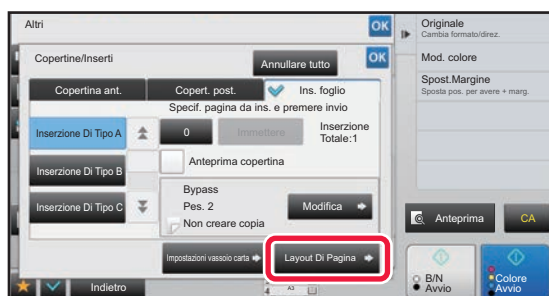 Altri
OK
Copertine/Inserti
Annullare tutto
OK
Copertina ant.
Copert. post.
Ins. foglio
Specif. pagina da ins. e premere invio
Inserzione Di Tipo A
0
Immettere
Inserzione
Totale:1
Inserzione Di Tipo B
Anteprima copertina
Inserzione Di Tipo C
Bypass
Pes. 2
Non creare copia
Modifica
Impostazioni vassoio carta
Layout Di Pagina
Indietro
4
A3
Originale
Cambia formato/direz.
Mod. colore
Spost.Margine
Sposta pos. per avere + marg.
Anteprima
CA
B/N
Avvio
Colore
Avvio